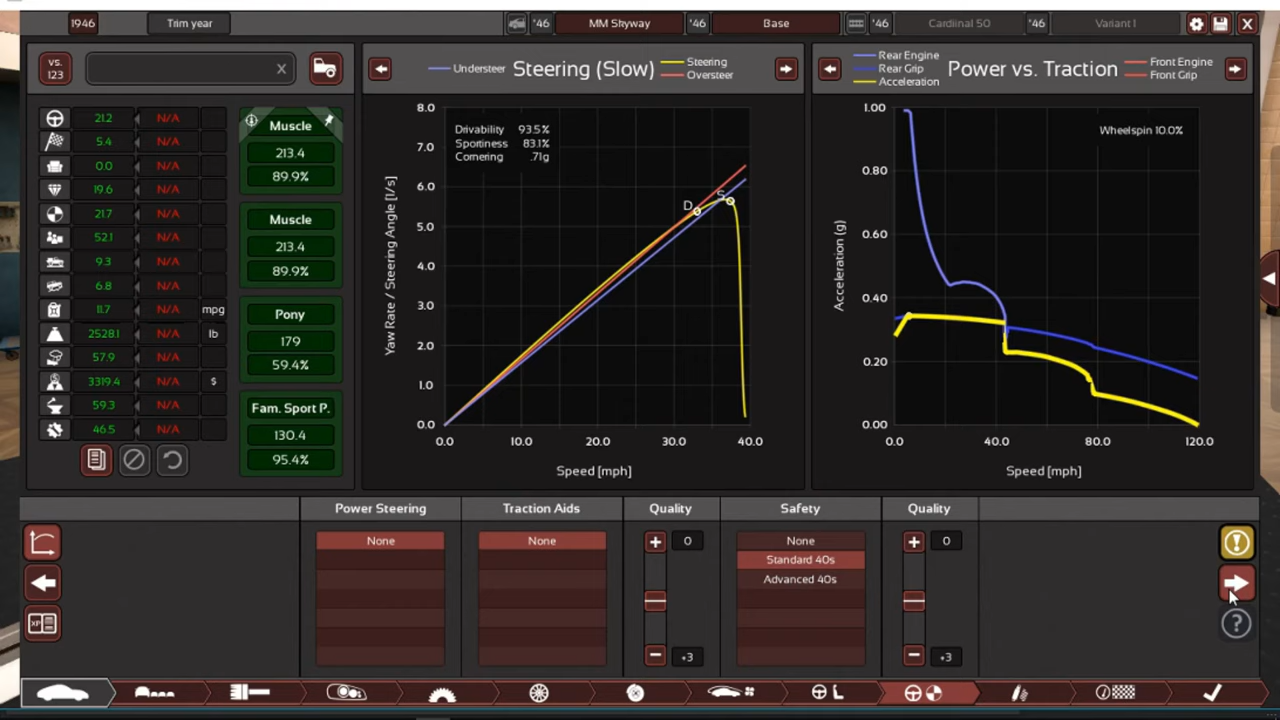 1946
Trim year
'46
MM Skyway
'46
Base
'46
Cardinal 50
'46
Variant 1
X
vs.
123
x
21.2 N/A
5.4 N/A
0.0 N/A
19.6 N/A
21.7 N/A
52.1 N/A
9.3 N/A
6.8 N/A
11.7 N/A mpg
2528.1 N/A lb
57.9 N/A
3319.4 N/A $
59.3 N/A
46.5 N/A
Muscle
213.4
89.9%
Muscle
213.4
89.9%
Pony
179
59.4%
Fam. Sport P.
130.4
95.4%
Understeer
Steering (Slow)
Steering
Oversteer
Drivability 93.5%
Sportiness 83.1%
Cornering .71g
D
S
Yaw Rate / Steering Angle [1/s]
8.0
7.0
6.0
5.0
4.0
3.0
2.0
1.0
0.0
0.0 10.0 20.0 30.0 40.0
Speed [mph]
Rear Engine
Rear Grip
Acceleration
Power vs. Traction
Front Engine
Front Grip
Wheelspin 10.0%
Acceleration (g)
1.00
0.80
0.60
0.40
0.20
0.00
0.0 40.0 80.0 120.0
Speed [mph]
Power Steering
None
Traction Aids
None
Quality
+ 0
- +3
Safety
None
Standard 40s
Advanced 40s
Quality
+ 0
- +3
XP
!
?